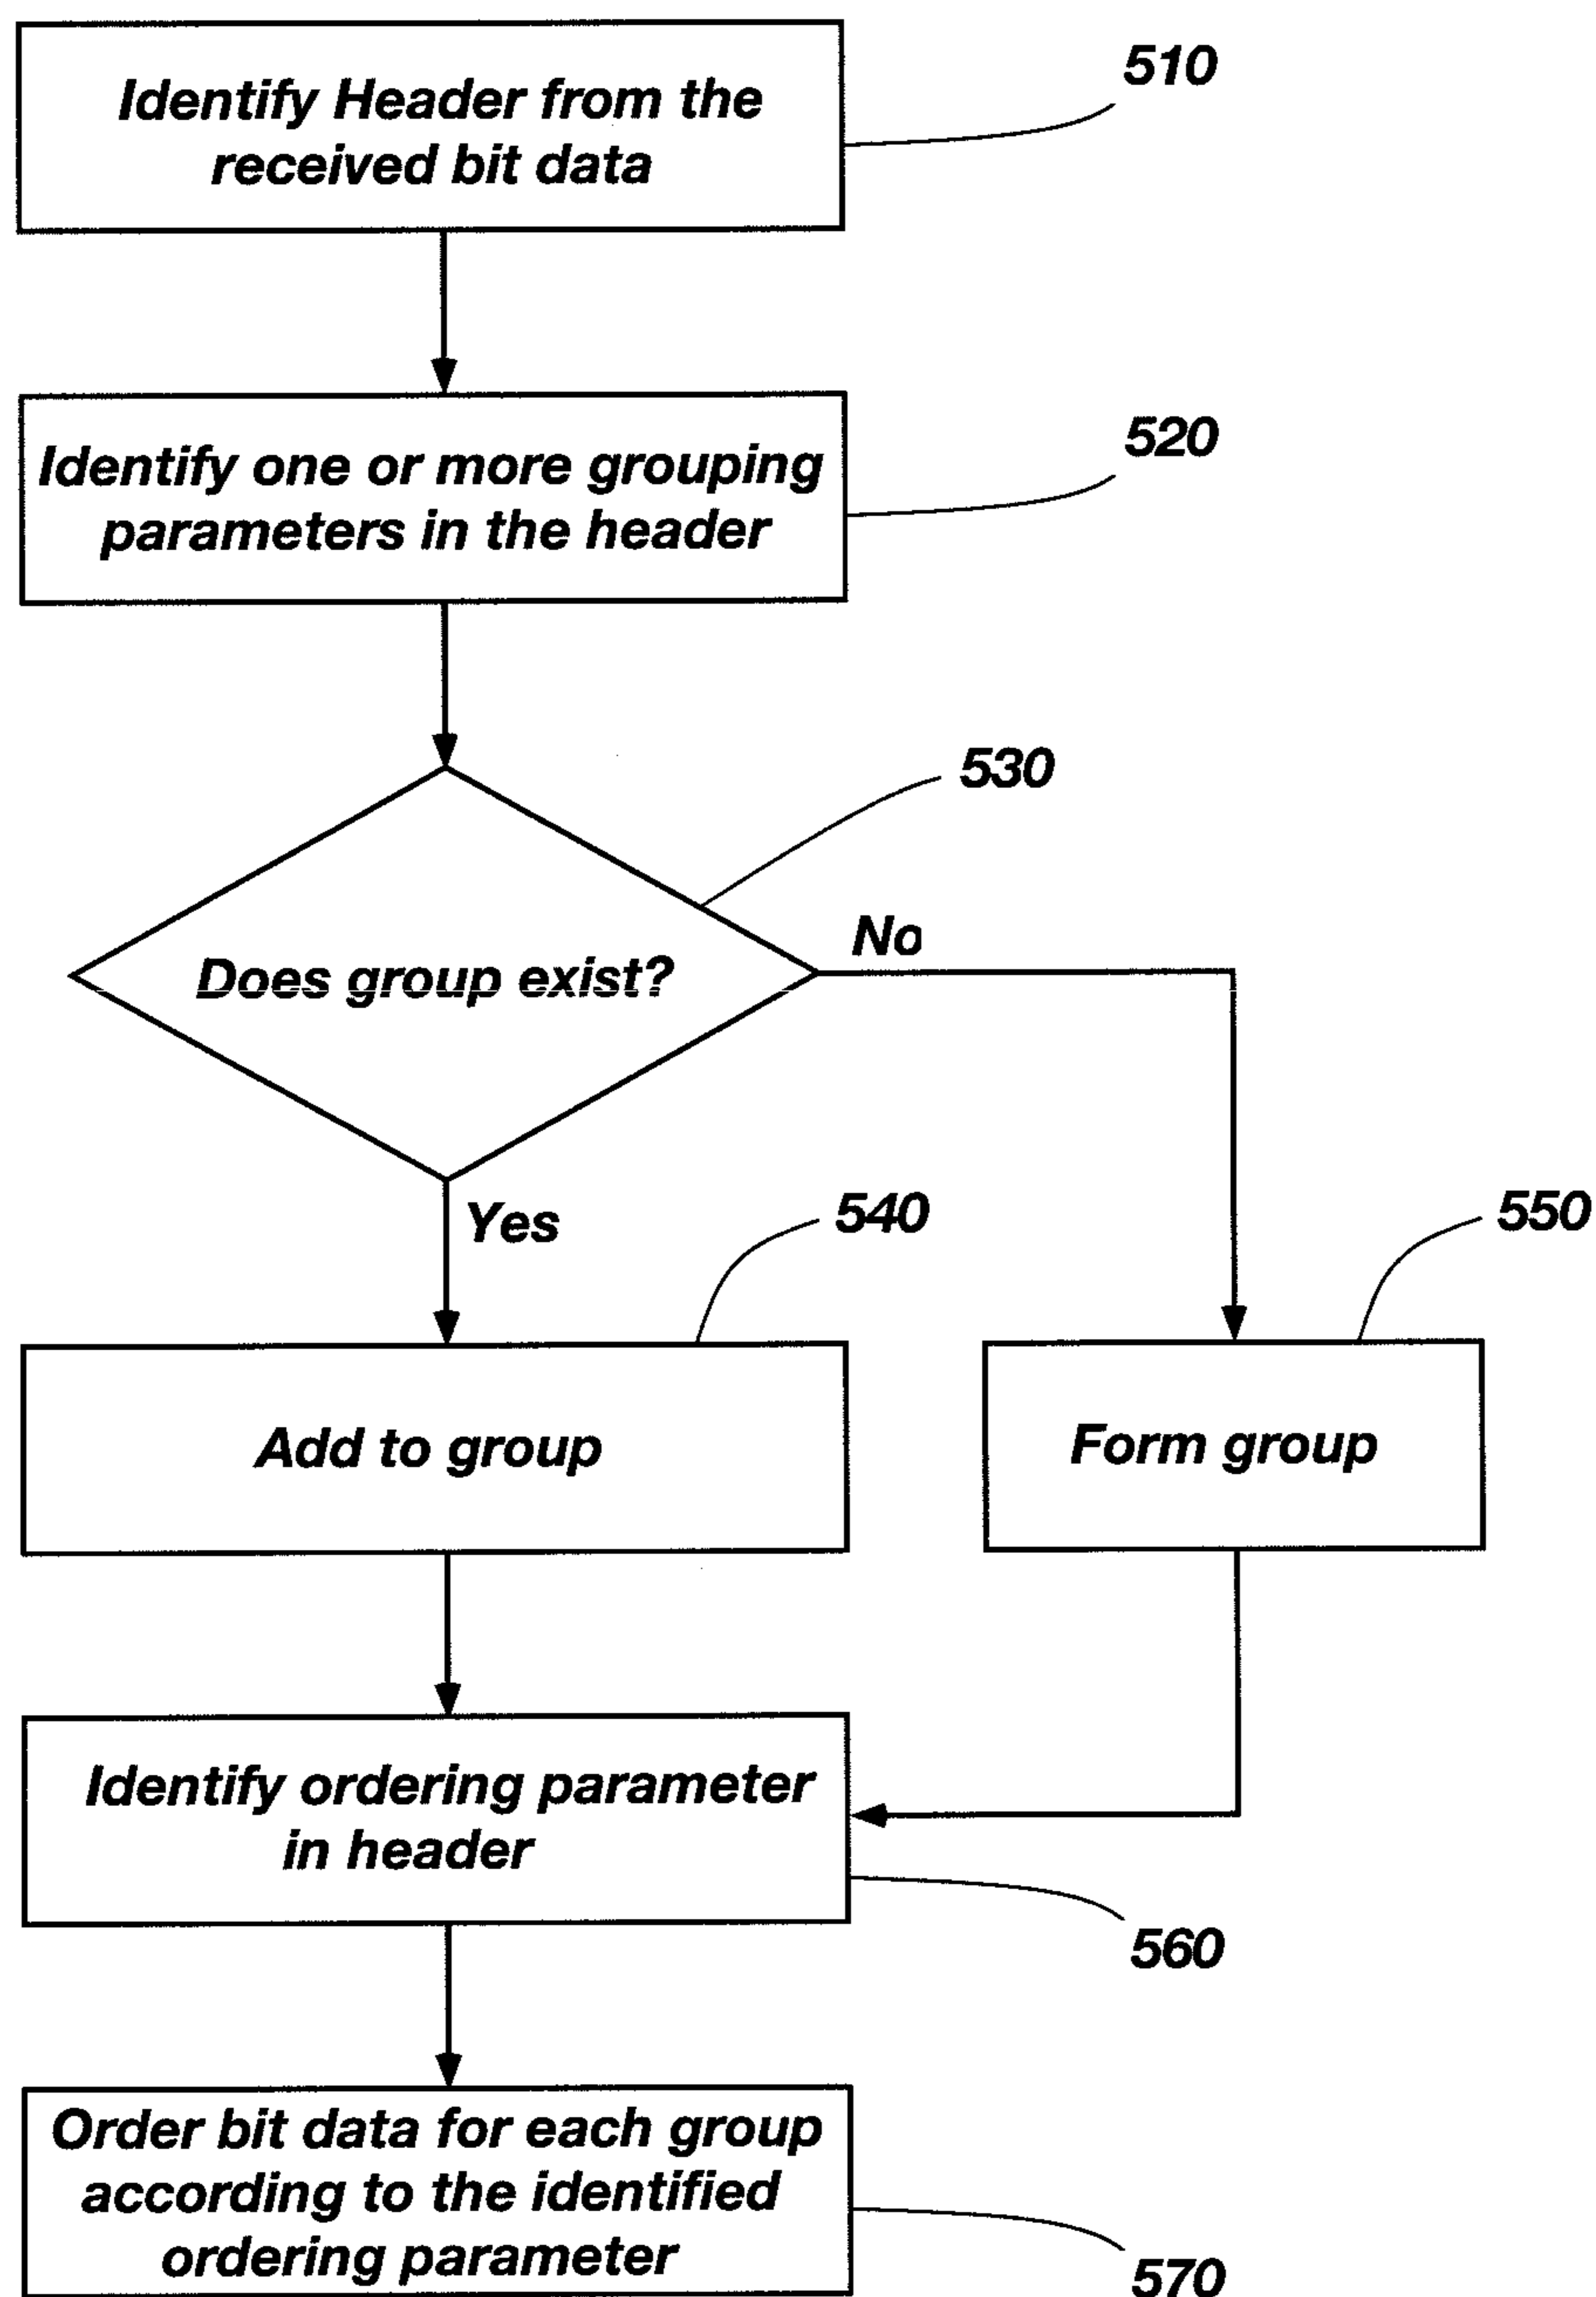 Identify Header from the
received bit data
510
Identify one or more grouping
parameters in the header
520
530
Does group exist?
No
Yes
540
550
Add to group
Form group
Identify ordering parameter
in header
560
Order bit data for each group
according to the identified
ordering parameter
570